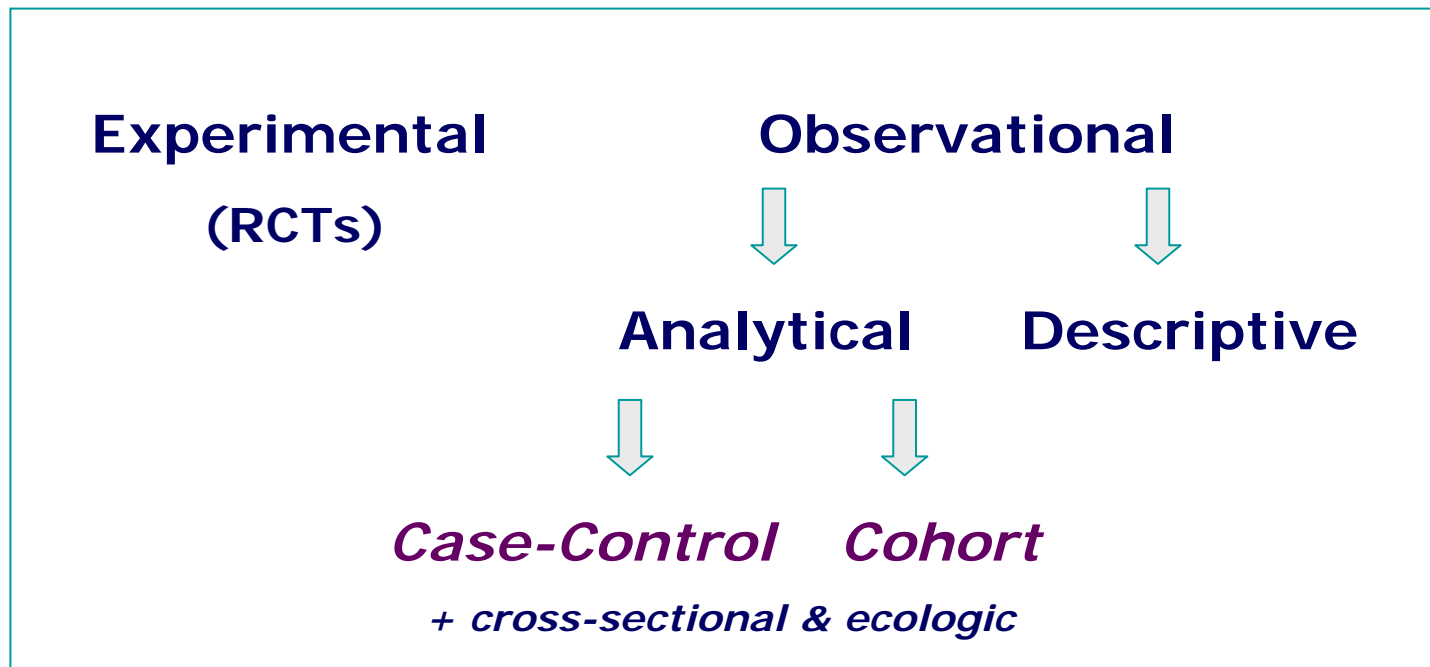 Experimental Observational
(RCTs)
Analytical Descriptive
Case-Control Cohort
+ cross-sectional & ecologic